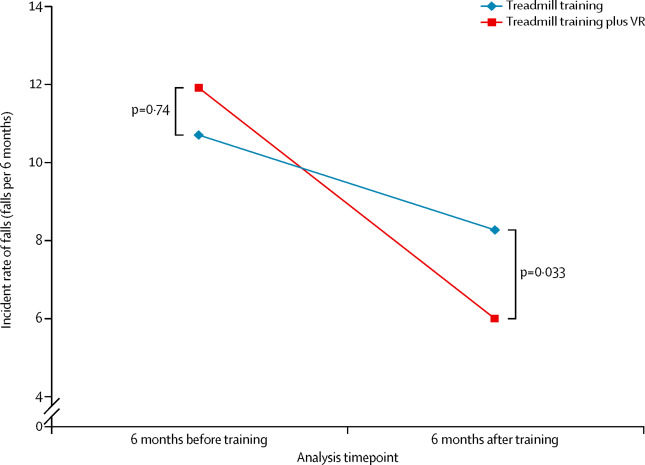 Treadmill training
Treadmill training plus VR
Incident rate of falls (falls per 6 months)
14
12
10
8
6
4
0
p=0·74
p=0·033
6 months before training
6 months after training
Analysis timepoint